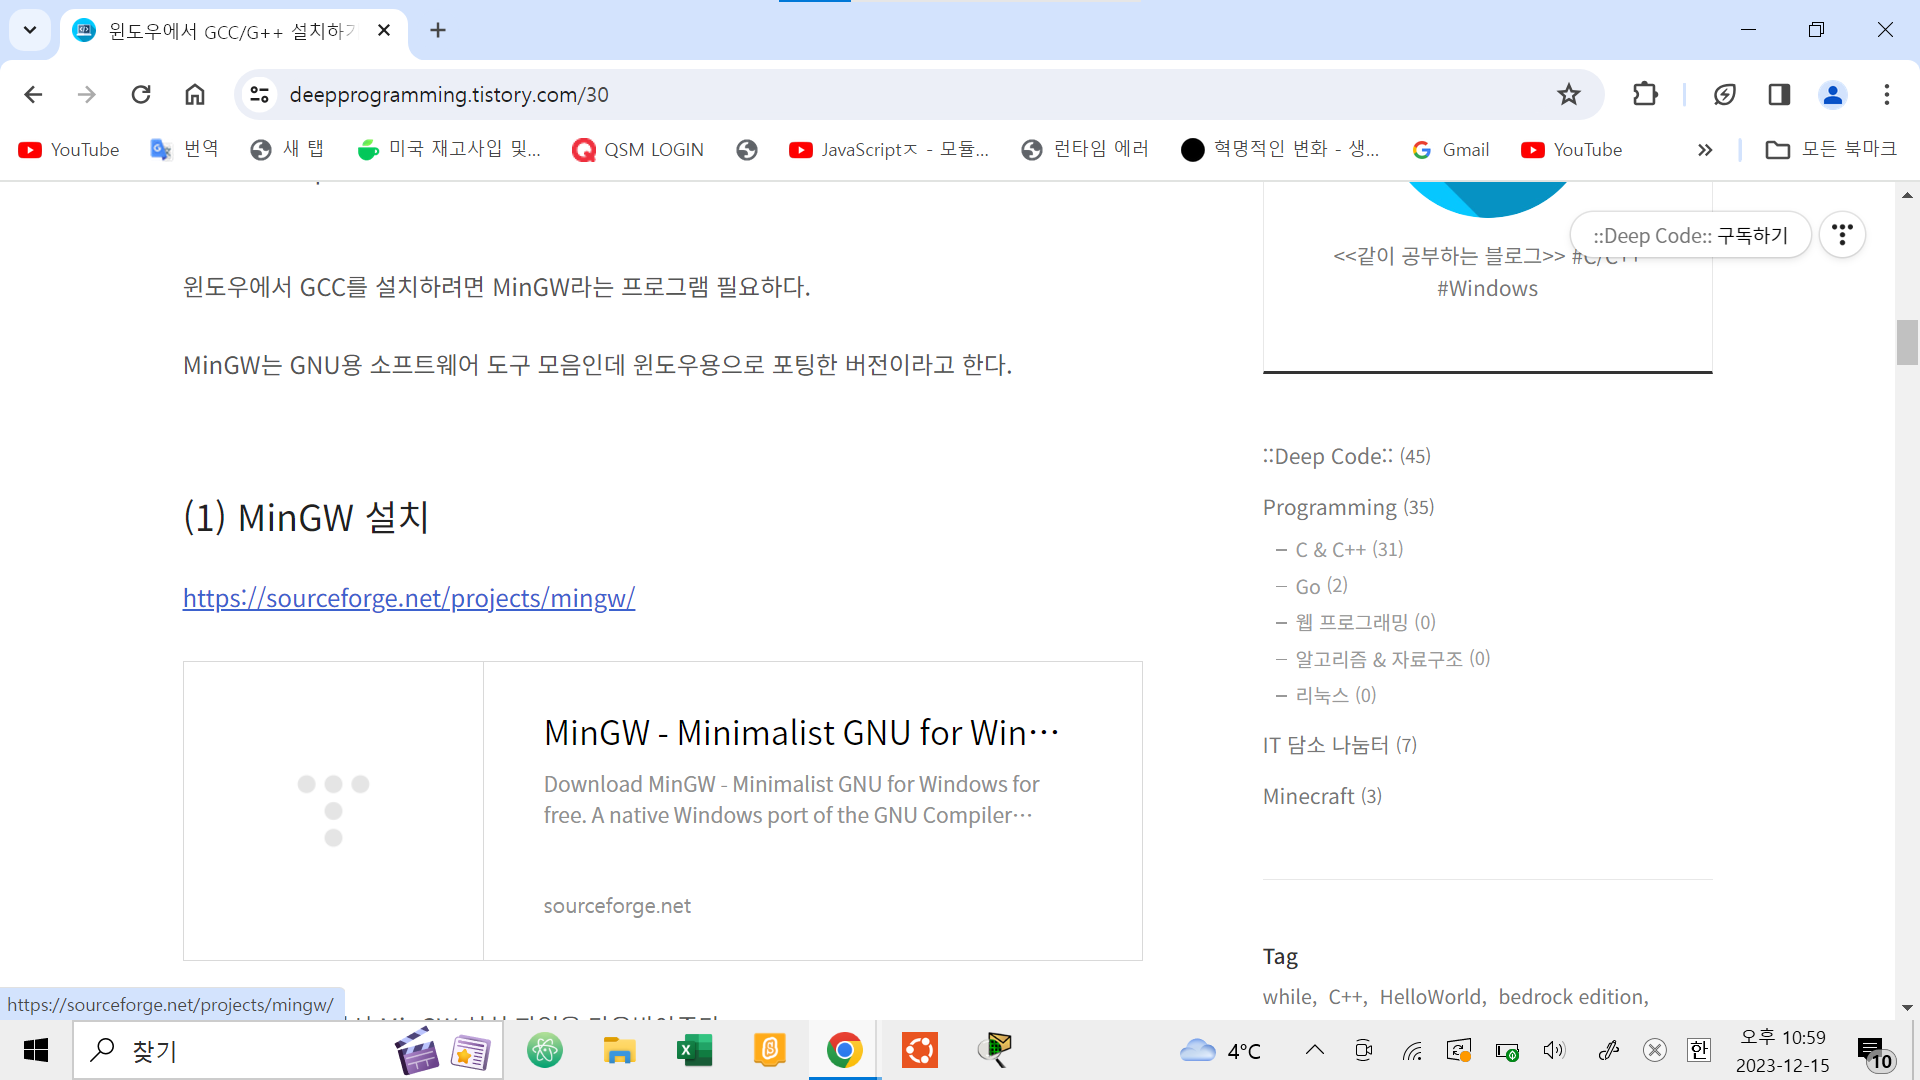 윈도우에서 GCC/G++ 설치하기
deepprogramming.tistory.com/30
YouTube
번역
새 탭
미국 재고사입 및...
QSM LOGIN
JavaScriptㅈ - 모듈...
런타임 에러
혁명적인 변화 - 생...
Gmail
YouTube
모든 북마크
윈도우에서 GCC를 설치하려면 MinGW라는 프로그램 필요하다.
MinGW는 GNU용 소프트웨어 도구 모음인데 윈도우용으로 포팅한 버전이라고 한다.
(1) MinGW 설치
https://sourceforge.net/projects/mingw/
MinGW - Minimalist GNU for Win…
Download MinGW - Minimalist GNU for Windows for
free. A native Windows port of the GNU Compiler…
sourceforge.net
::Deep Code:: 구독하기
<<같이 공부하는 블로그>> #C/C++
#Windows
::Deep Code:: (45)
Programming (35)
C & C++ (31)
Go (2)
웹 프로그래밍 (0)
알고리즘 & 자료구조 (0)
리눅스 (0)
IT 담소 나눔터 (7)
Minecraft (3)
Tag
while, C++, HelloWorld, bedrock edition,
https://sourceforge.net/projects/mingw/
찾기
4°C
한
오후 10:59
2023-12-15
10